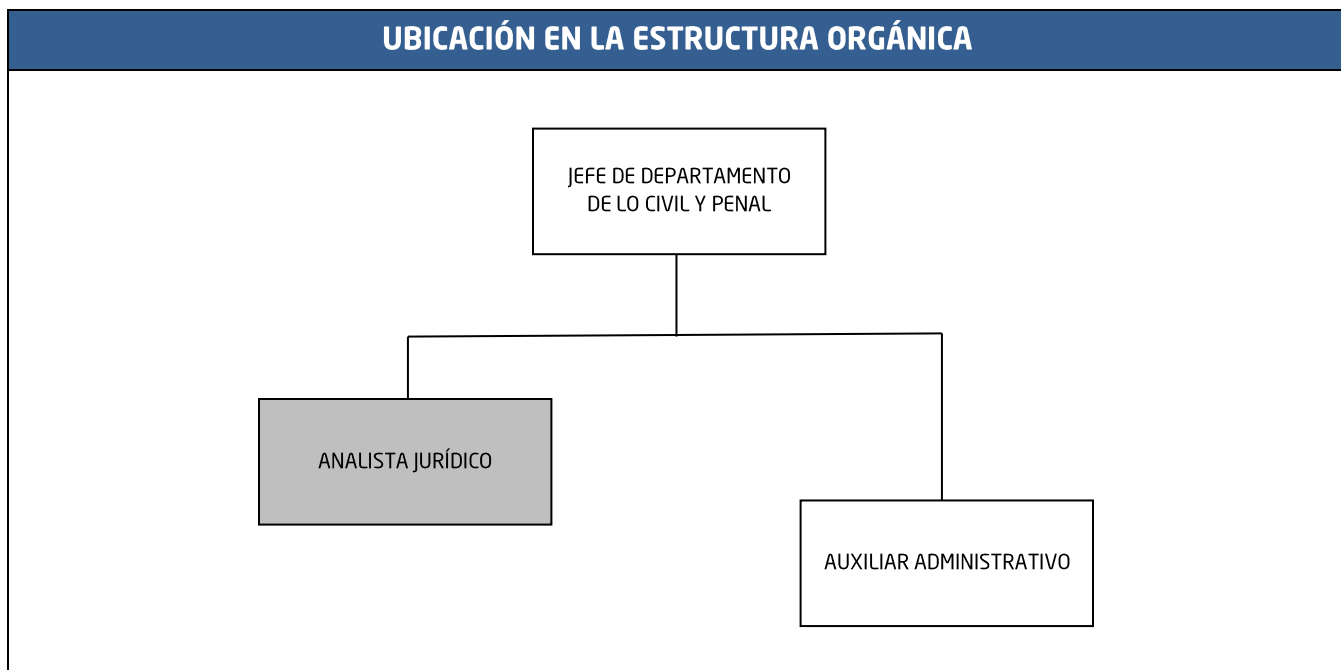 UBICACIÓN EN LA ESTRUCTURA ORGÁNICA
JEFE DE DEPARTAMENTO
DE LO CIVIL Y PENAL
ANALISTA JURÍDICO
AUXILIAR ADMINISTRATIVO